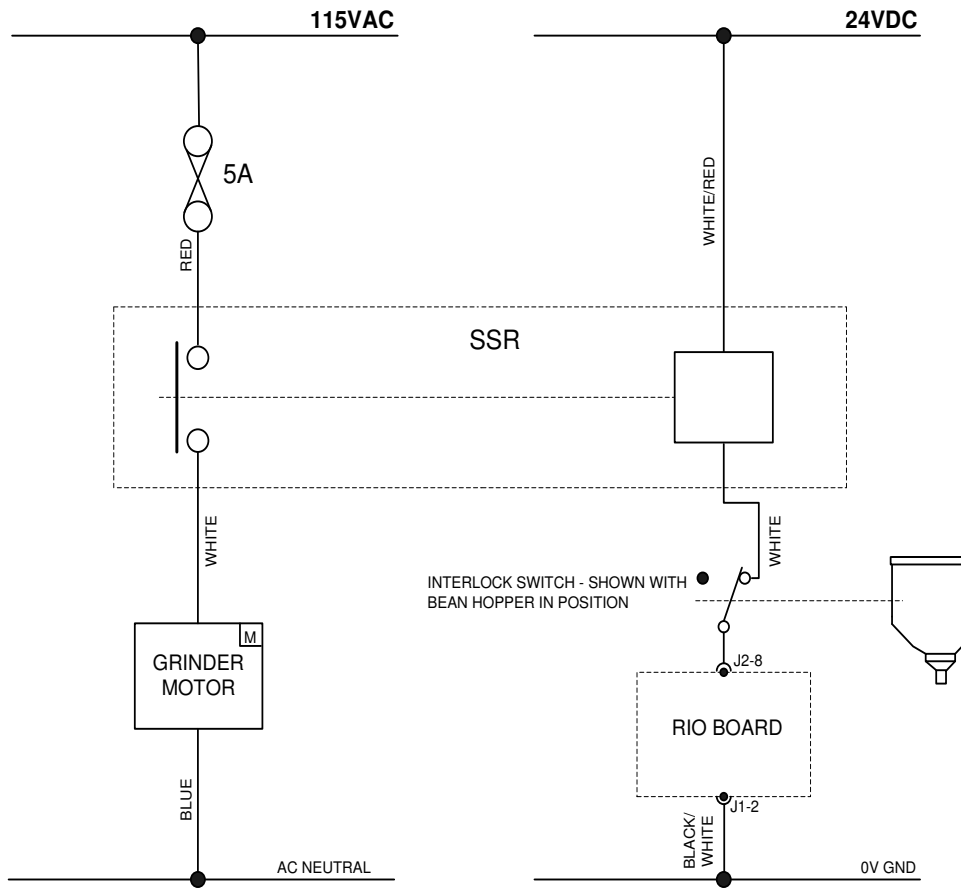 115VAC
24VDC
5A
RED
WHITE/RED
SSR
WHITE
WHITE
INTERLOCK SWITCH - SHOWN WITH
BEAN HOPPER IN POSITION
M
GRINDER
MOTOR
J2-8
RIO BOARD
J1-2
BLUE
BLACK/
WHITE
AC NEUTRAL
0V GND